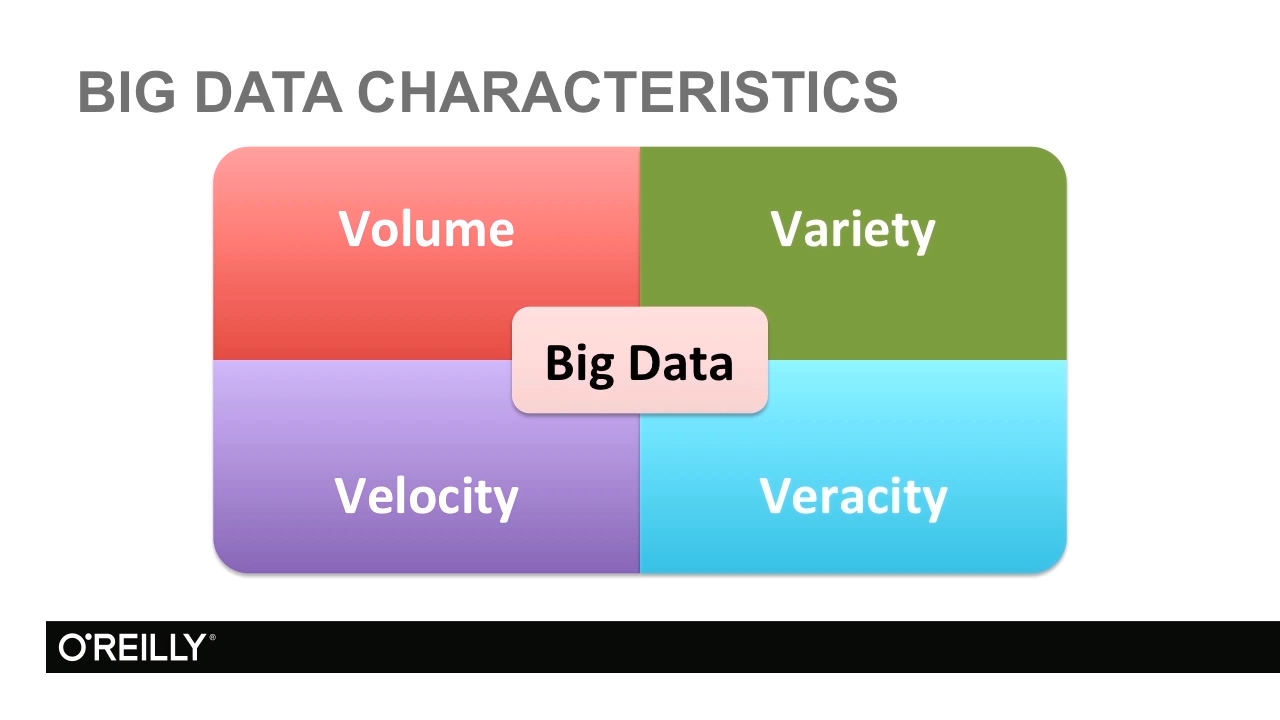 BIG DATA CHARACTERISTICS
Volume
Variety
Big Data
Velocity
Veracity
O'REILLY®